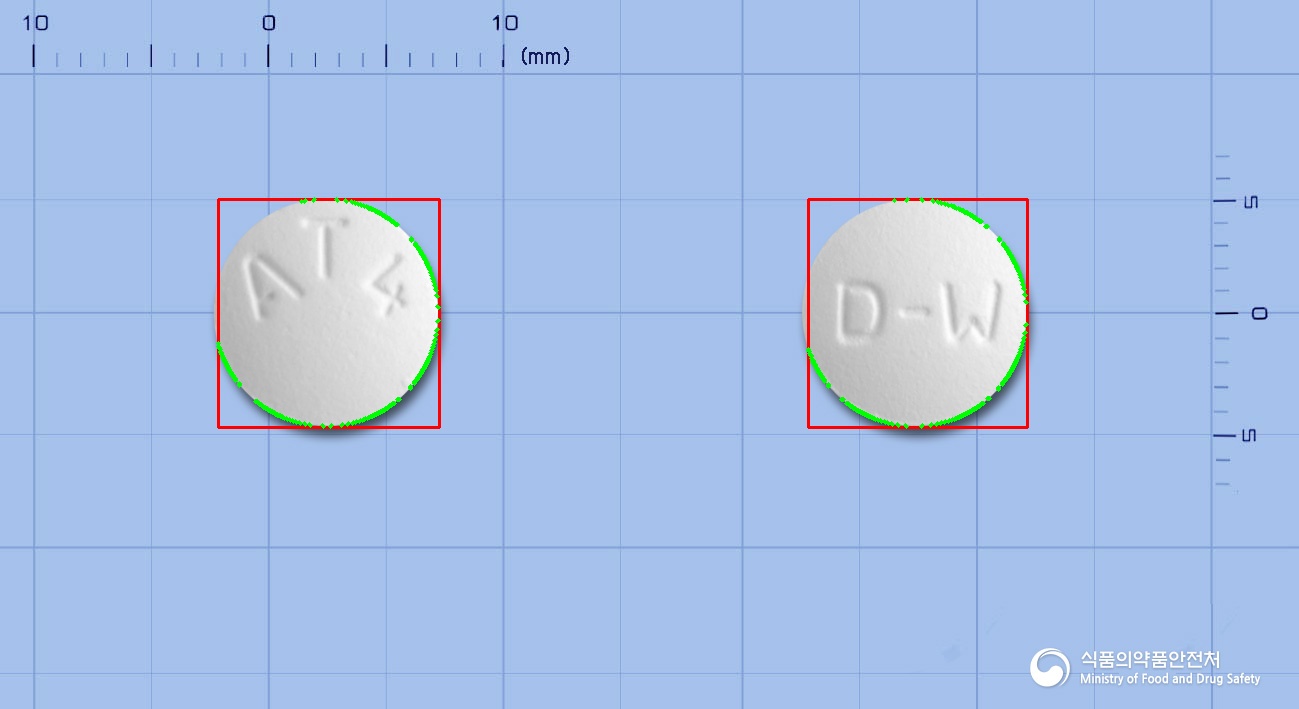 10 0 10
(mm)
AT4
D-W
5
0
5
식품의약품안전처
Ministry of Food and Drug Safety